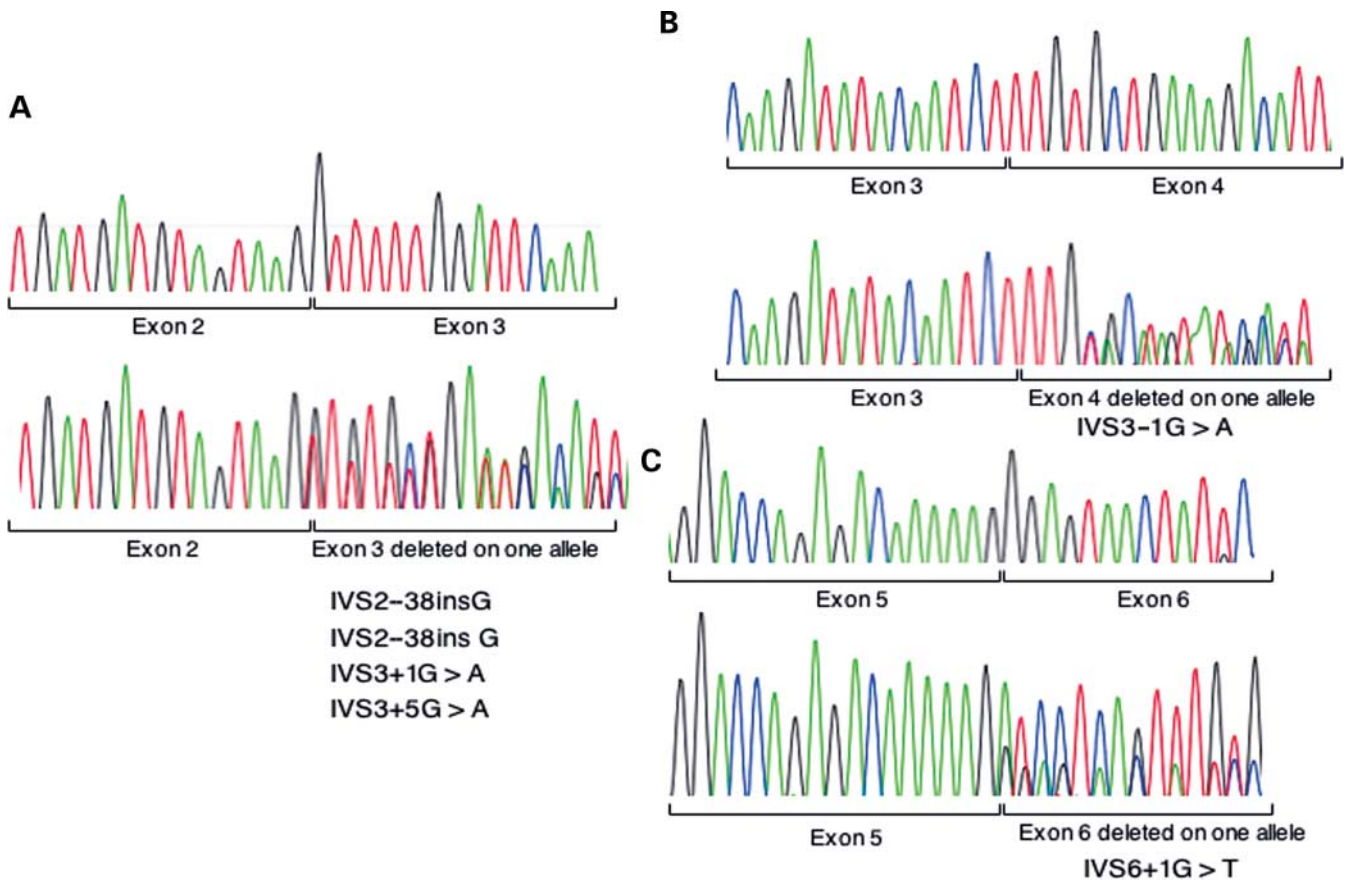 A
Exon 2 Exon 3
Exon 2 Exon 3 deleted on one allele
IVS2–38insG
IVS2–38ins G
IVS3+1G > A
IVS3+5G > A
B
Exon 3 Exon 4
Exon 3 Exon 4 deleted on one allele
IVS3–1G > A
C
Exon 5 Exon 6
Exon 5 Exon 6 deleted on one allele
IVS6+1G > T